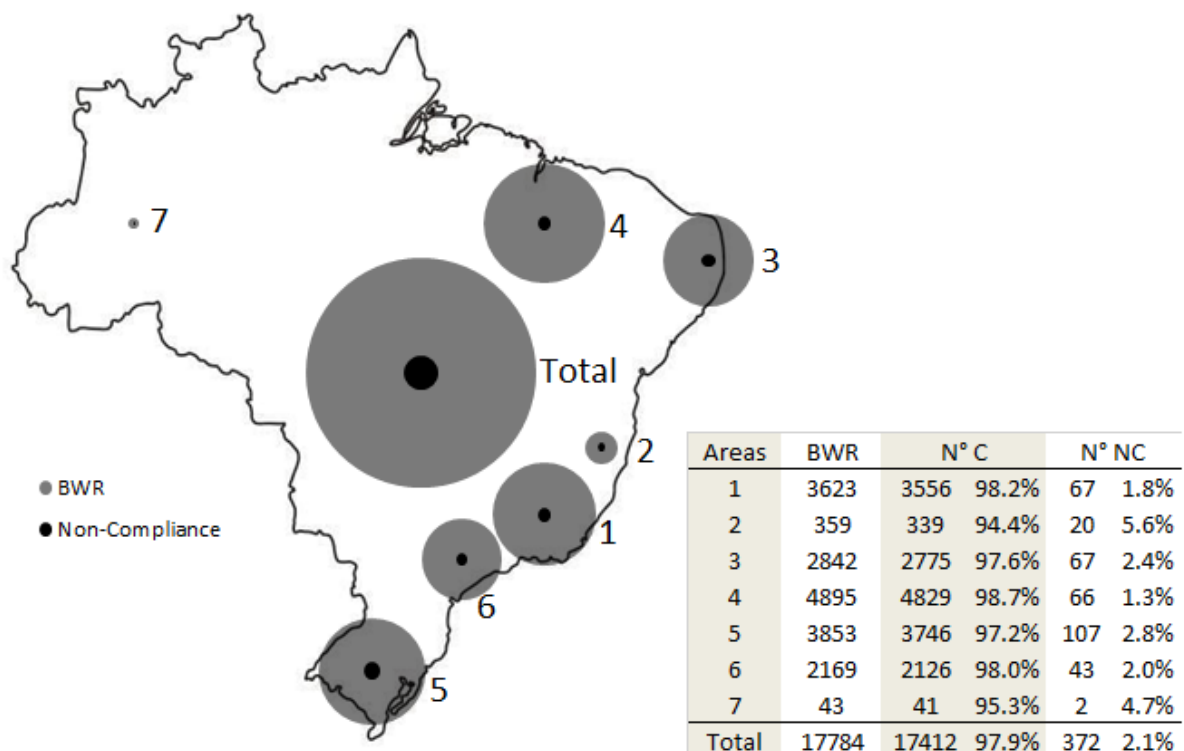 7
4
3
Total
2
1
6
5
BWR
Non-Compliance
Areas BWR N° C N° NC
1 3623 3556 98.2% 67 1.8%
2 359 339 94.4% 20 5.6%
3 2842 2775 97.6% 67 2.4%
4 4895 4829 98.7% 66 1.3%
5 3853 3746 97.2% 107 2.8%
6 2169 2126 98.0% 43 2.0%
7 43 41 95.3% 2 4.7%
Total 17784 17412 97.9% 372 2.1%